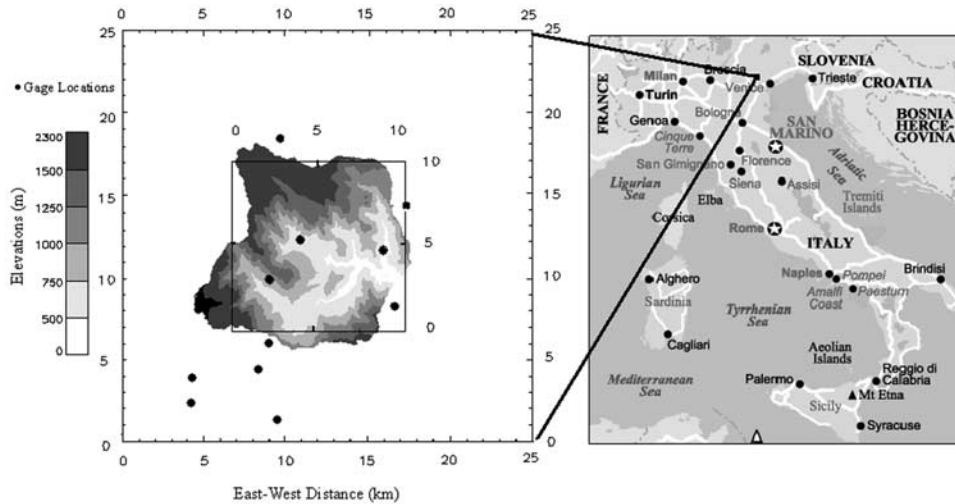 0 5 10 15 20 25
25
20
15
10
5
0
Gage Locations
Elevations (m)
2300
1500
1250
1000
750
500
0
0 5 10
10
5
0
0 5 10 15 20 25
East-West Distance (km)
25
20
15
10
5
0
FRANCE
SLOVENIA
CROATIA
BOSNIA
HERCE-
GOVINA
Milan
Brescia
Venice
Trieste
Turin
Bologna
Genoa
Cinque
Terre
SAN
MARINO
San Gimignano
Florence
Siena
Assisi
Adriatic
Sea
Tremiti
Islands
Ligurian
Sea
Elba
Corsica
Rome
ITALY
Naples
Pompei
Amalfi
Coast
Paestum
Brindisi
Alghero
Sardinia
Cagliari
Tyrrhenian
Sea
Aeolian
Islands
Mediterranean
Sea
Palermo
Reggio di
Calabria
Mt Etna
Sicily
Syracuse